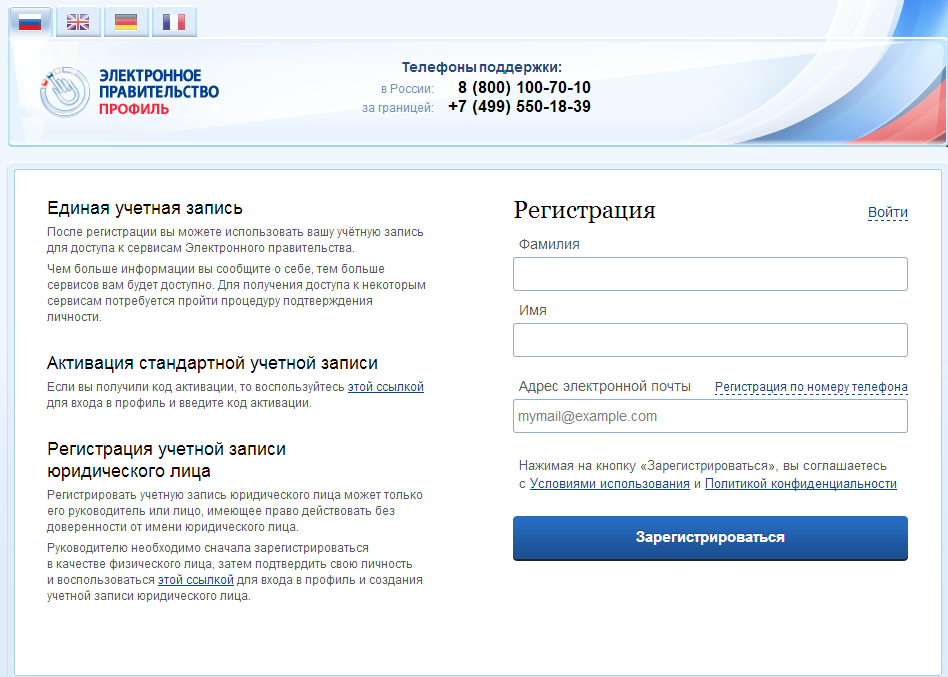 ЭЛЕКТРОННОЕ
ПРАВИТЕЛЬСТВО
ПРОФИЛЬ
Телефоны поддержки:
в России: 8 (800) 100-70-10
за границей: +7 (499) 550-18-39
Единая учетная запись
После регистрации вы можете использовать вашу учётную запись
для доступа к сервисам Электронного правительства.
Чем больше информации вы сообщите о себе, тем больше
сервисов вам будет доступно. Для получения доступа к некоторым
сервисам потребуется пройти процедуру подтверждения
личности.
Активация стандартной учетной записи
Если вы получили код активации, то воспользуйтесь этой ссылкой
для входа в профиль и введите код активации.
Регистрация учетной записи
юридического лица
Регистрировать учетную запись юридического лица может только
его руководитель или лицо, имеющее право действовать без
доверенности от имени юридического лица.
Руководителю необходимо сначала зарегистрироваться
в качестве физического лица, затем подтвердить свою личность
и воспользоваться этой ссылкой для входа в профиль и создания
учетной записи юридического лица.
Регистрация
Войти
Фамилия
Имя
Адрес электронной почты
Регистрация по номеру телефона
mymail@example.com
Нажимая на кнопку «Зарегистрироваться», вы соглашаетесь
с Условиями использования и Политикой конфиденциальности
Зарегистрироваться